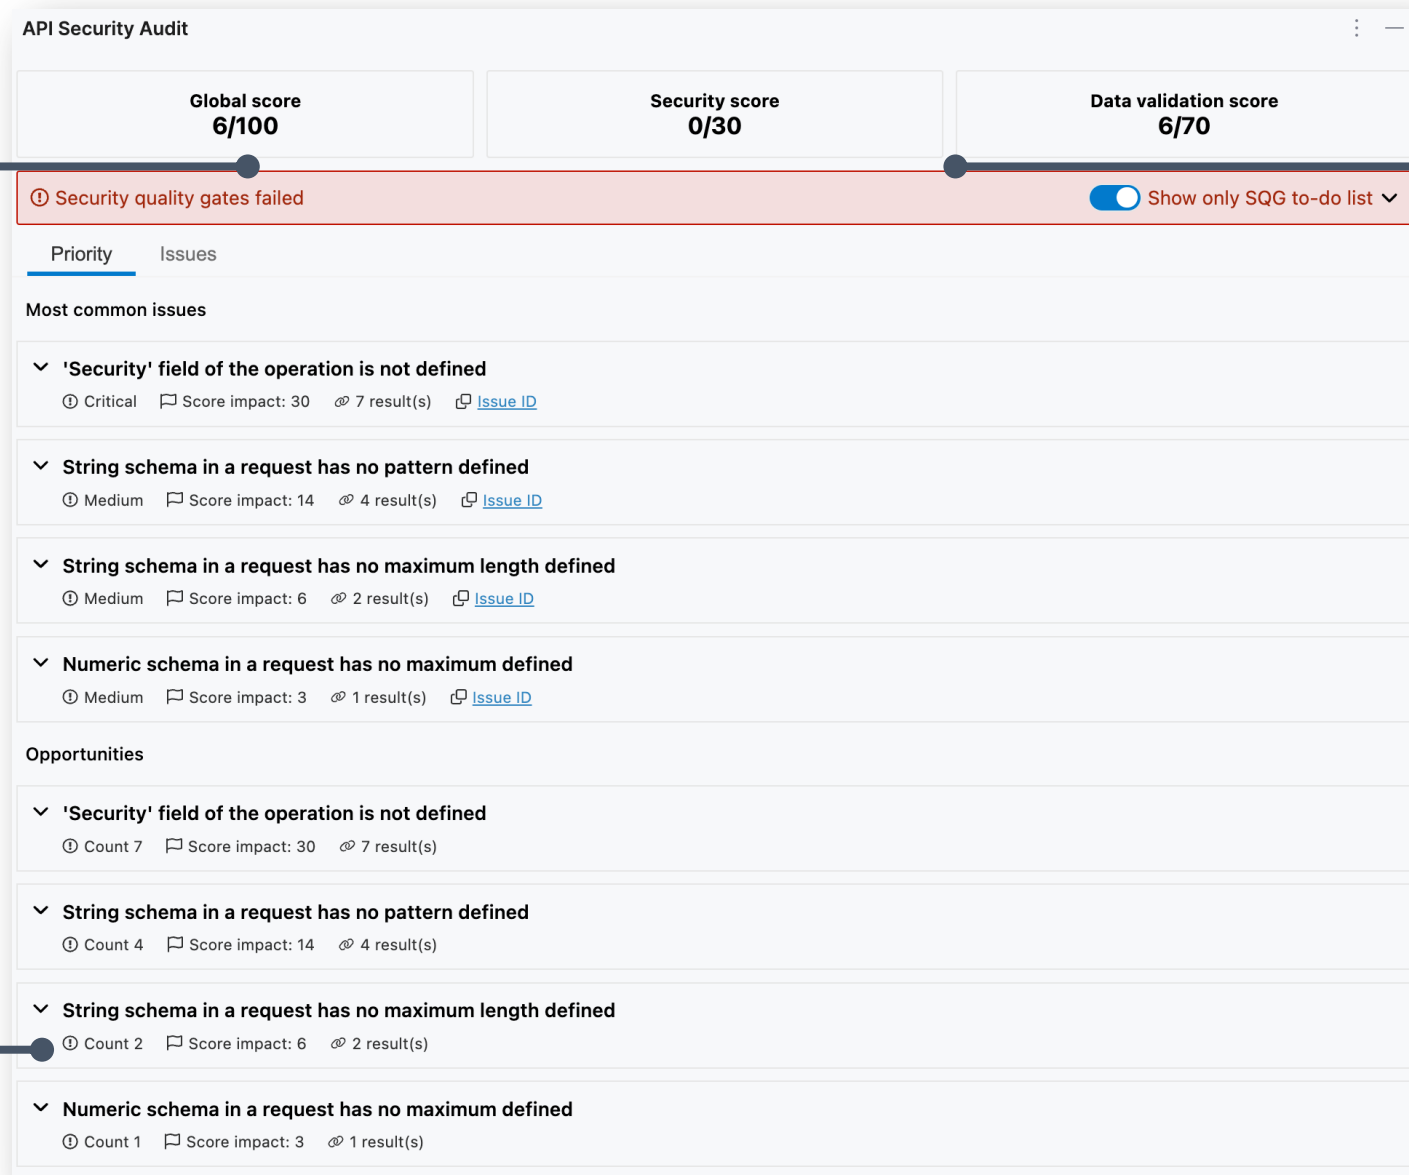 API Security Audit
Global score
6/100
Security score
0/30
Data validation score
6/70
Security quality gates failed
Show only SQG to-do list
Priority Issues
Most common issues
'Security' field of the operation is not defined
Critical Score impact: 30 7 result(s) Issue ID
String schema in a request has no pattern defined
Medium Score impact: 14 4 result(s) Issue ID
String schema in a request has no maximum length defined
Medium Score impact: 6 2 result(s) Issue ID
Numeric schema in a request has no maximum defined
Medium Score impact: 3 1 result(s) Issue ID
Opportunities
'Security' field of the operation is not defined
Count 7 Score impact: 30 7 result(s)
String schema in a request has no pattern defined
Count 4 Score impact: 14 4 result(s)
String schema in a request has no maximum length defined
Count 2 Score impact: 6 2 result(s)
Numeric schema in a request has no maximum defined
Count 1 Score impact: 3 1 result(s)